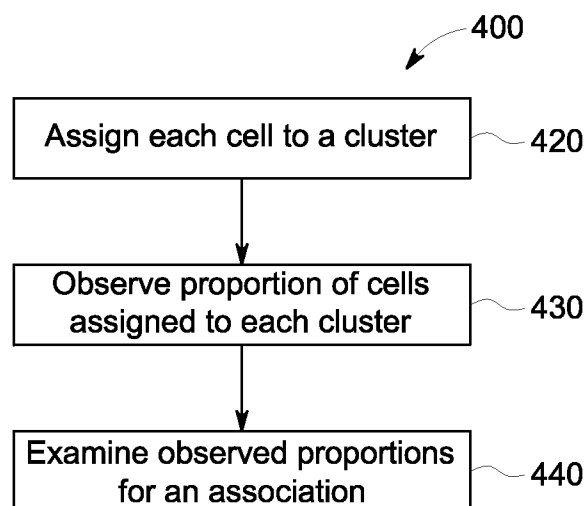 400
Assign each cell to a cluster
420
Observe proportion of cells
assigned to each cluster
430
Examine observed proportions
for an association
440